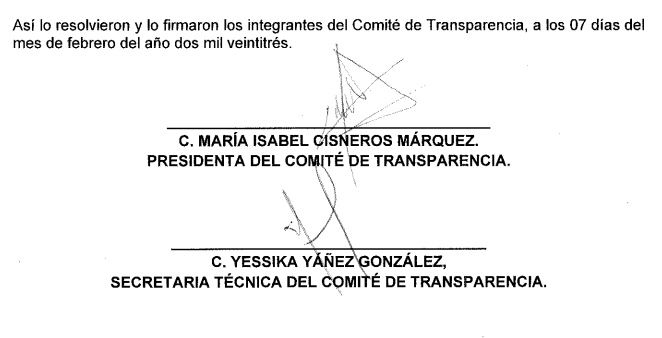 Así lo resolvieron y lo firmaron los integrantes del Comité de Transparencia, a los 07 días del
mes de febrero del año dos mil veintitrés.
C. MARÍA ISABEL CISNEROS MÁRQUEZ.
PRESIDENTA DEL COMITÉ DE TRANSPARENCIA.
C. YESSIKA YÁÑEZ GONZÁLEZ,
SECRETARIA TÉCNICA DEL COMITÉ DE TRANSPARENCIA.